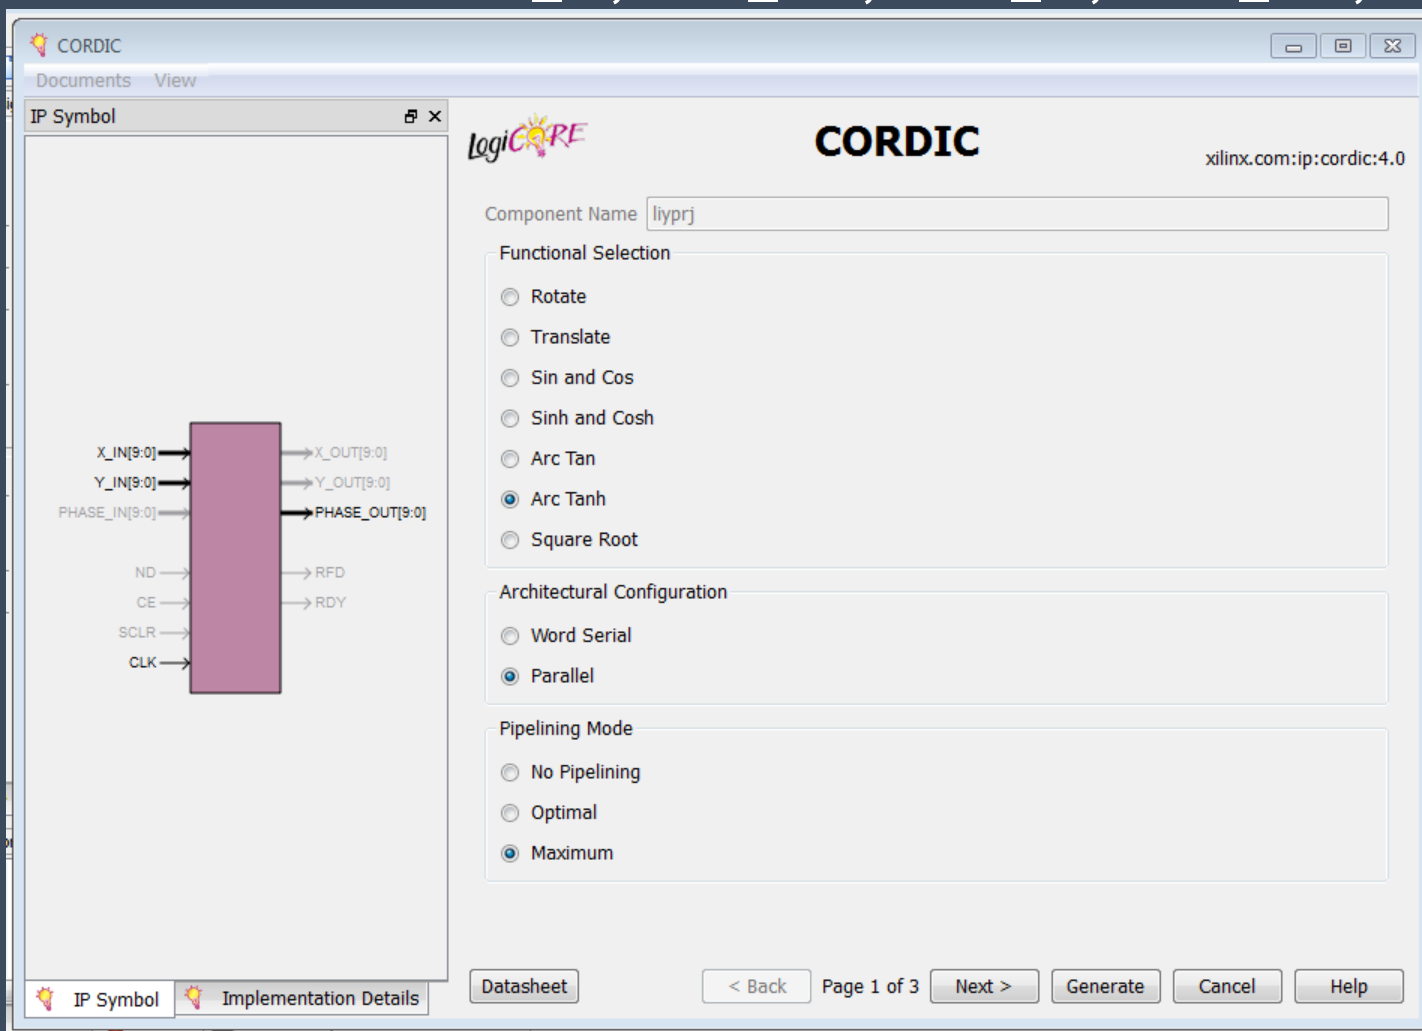 CORDIC
Documents View
IP Symbol
LogiCORE
CORDIC
xilinx.com:ip:cordic:4.0
Component Name liyprj
Functional Selection
Rotate
Translate
Sin and Cos
Sinh and Cosh
Arc Tan
Arc Tanh
Square Root
Architectural Configuration
Word Serial
Parallel
Pipelining Mode
No Pipelining
Optimal
Maximum
X_IN[9:0] X_OUT[9:0]
Y_IN[9:0] Y_OUT[9:0]
PHASE_IN[9:0] PHASE_OUT[9:0]
ND RFD
CE RDY
SCLR
CLK
IP Symbol Implementation Details
Datasheet < Back Page 1 of 3 Next > Generate Cancel Help